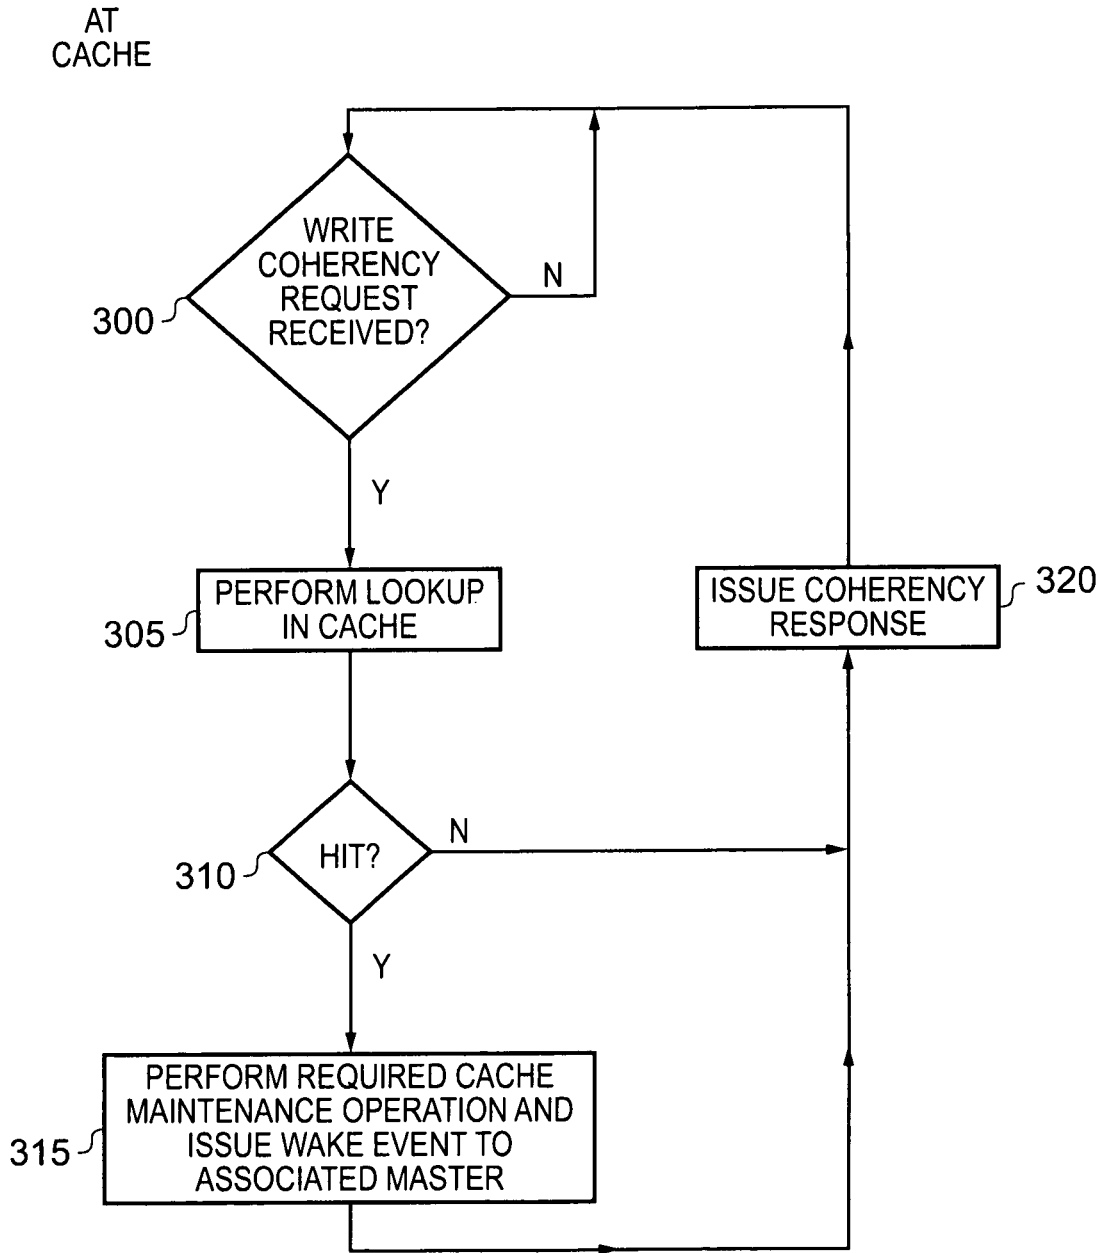 AT
CACHE
WRITE
COHERENCY
REQUEST
RECEIVED?
N
300
Y
PERFORM LOOKUP
IN CACHE
305
ISSUE COHERENCY
RESPONSE
320
HIT?
N
310
Y
PERFORM REQUIRED CACHE
MAINTENANCE OPERATION AND
ISSUE WAKE EVENT TO
ASSOCIATED MASTER
315